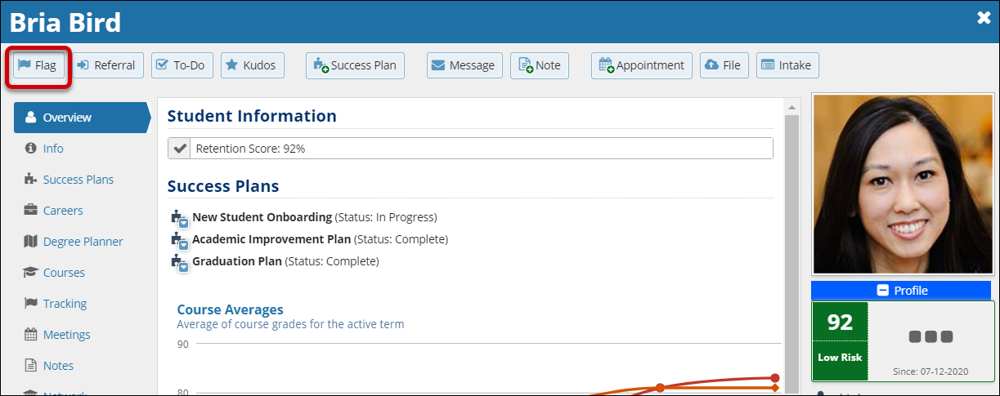 Bria Bird
Flag Referral To-Do Kudos Success Plan Message Note Appointment File Intake
Overview
Info
Success Plans
Careers
Degree Planner
Courses
Tracking
Meetings
Notes
Student Information
Retention Score: 92%
Success Plans
New Student Onboarding (Status: In Progress)
Academic Improvement Plan (Status: Complete)
Graduation Plan (Status: Complete)
Course Averages
Average of course grades for the active term
90
80
Profile
92
Low Risk
Since: 07-12-2020